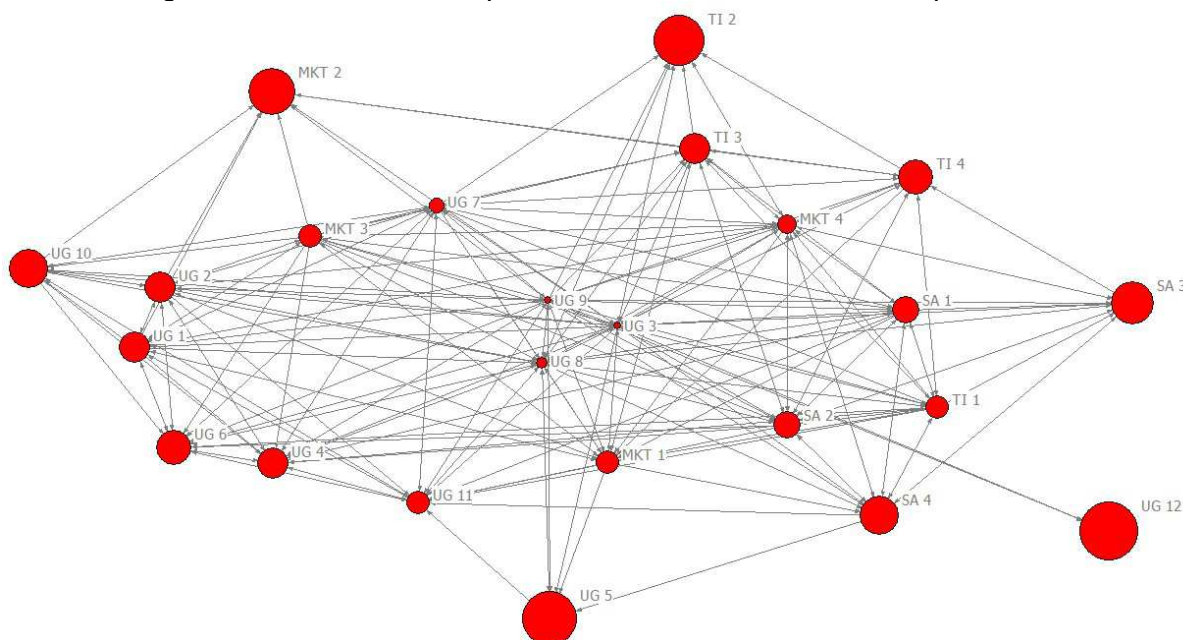 TI 2
MKT 2
TI 3
TI 4
UG 7
MKT 4
MKT 3
UG 10
UG 2
UG 9
SA 1
SA 3
UG 3
UG 1
UG 8
TI 1
SA 2
UG 6
UG 4
MKT 1
UG 11
SA 4
UG 12
UG 5